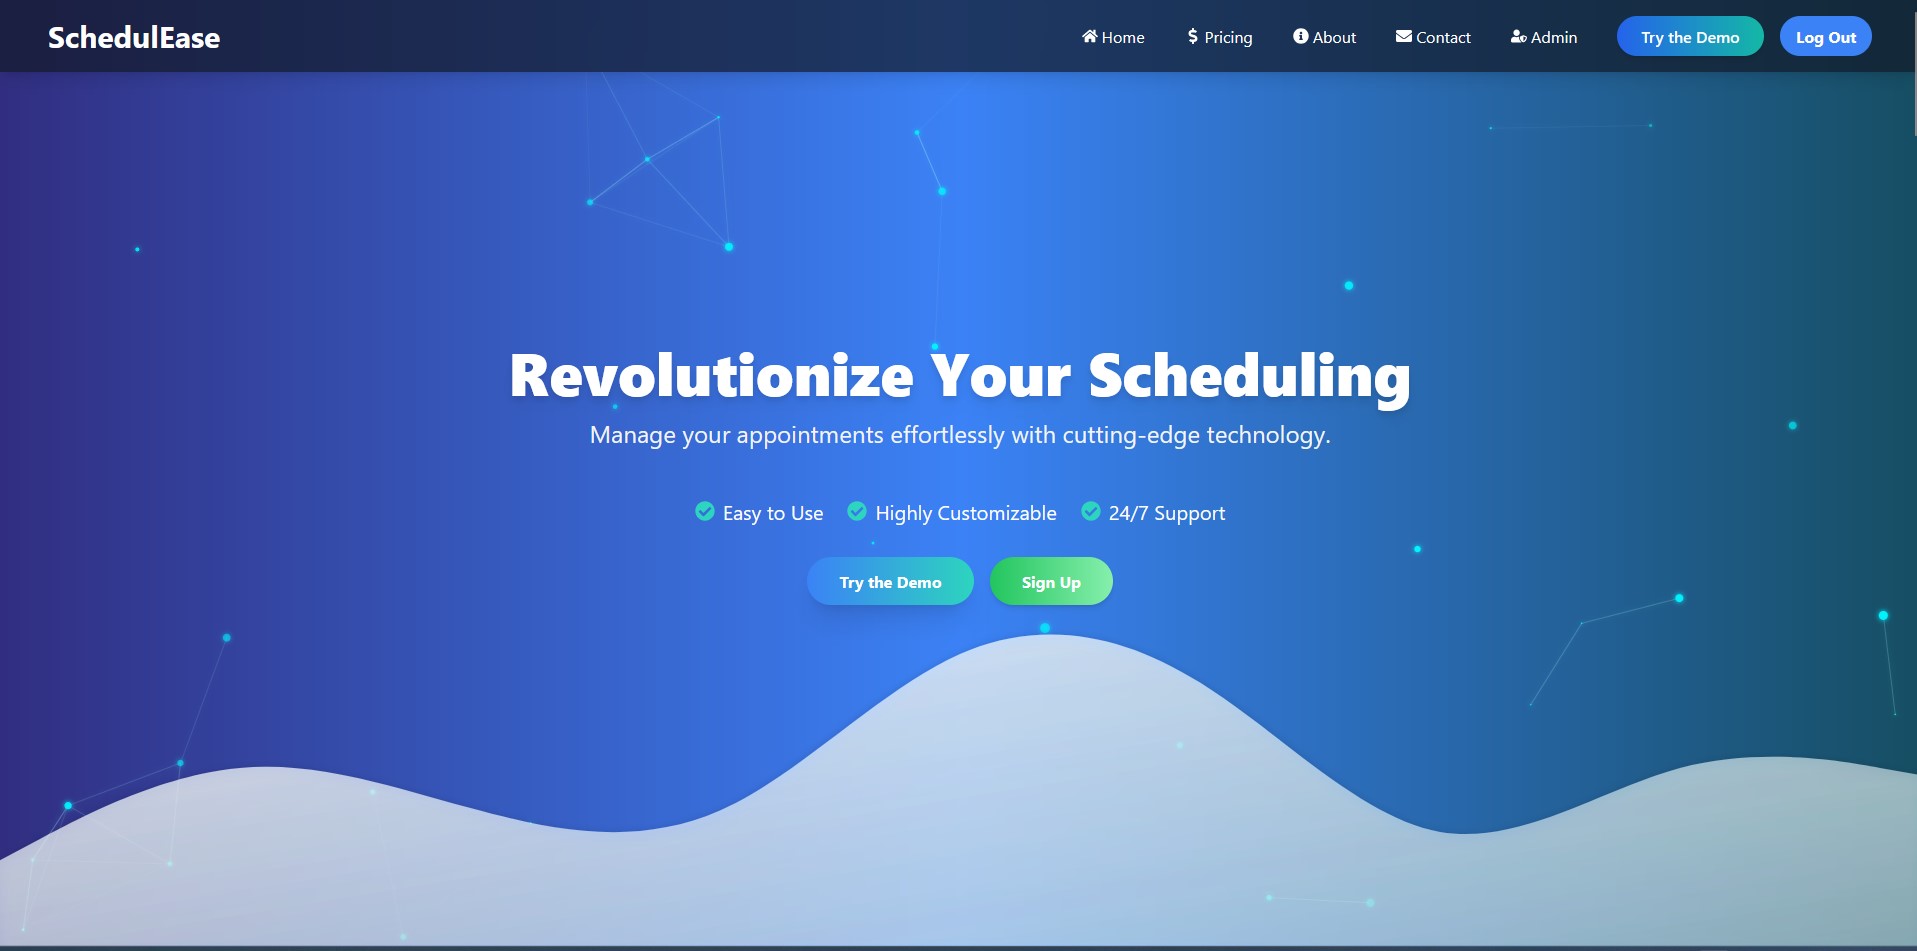 SchedulEase
Home Pricing About Contact Admin Try the Demo Log Out
Revolutionize Your Scheduling
Manage your appointments effortlessly with cutting-edge technology.
Easy to Use Highly Customizable 24/7 Support
Try the Demo Sign Up